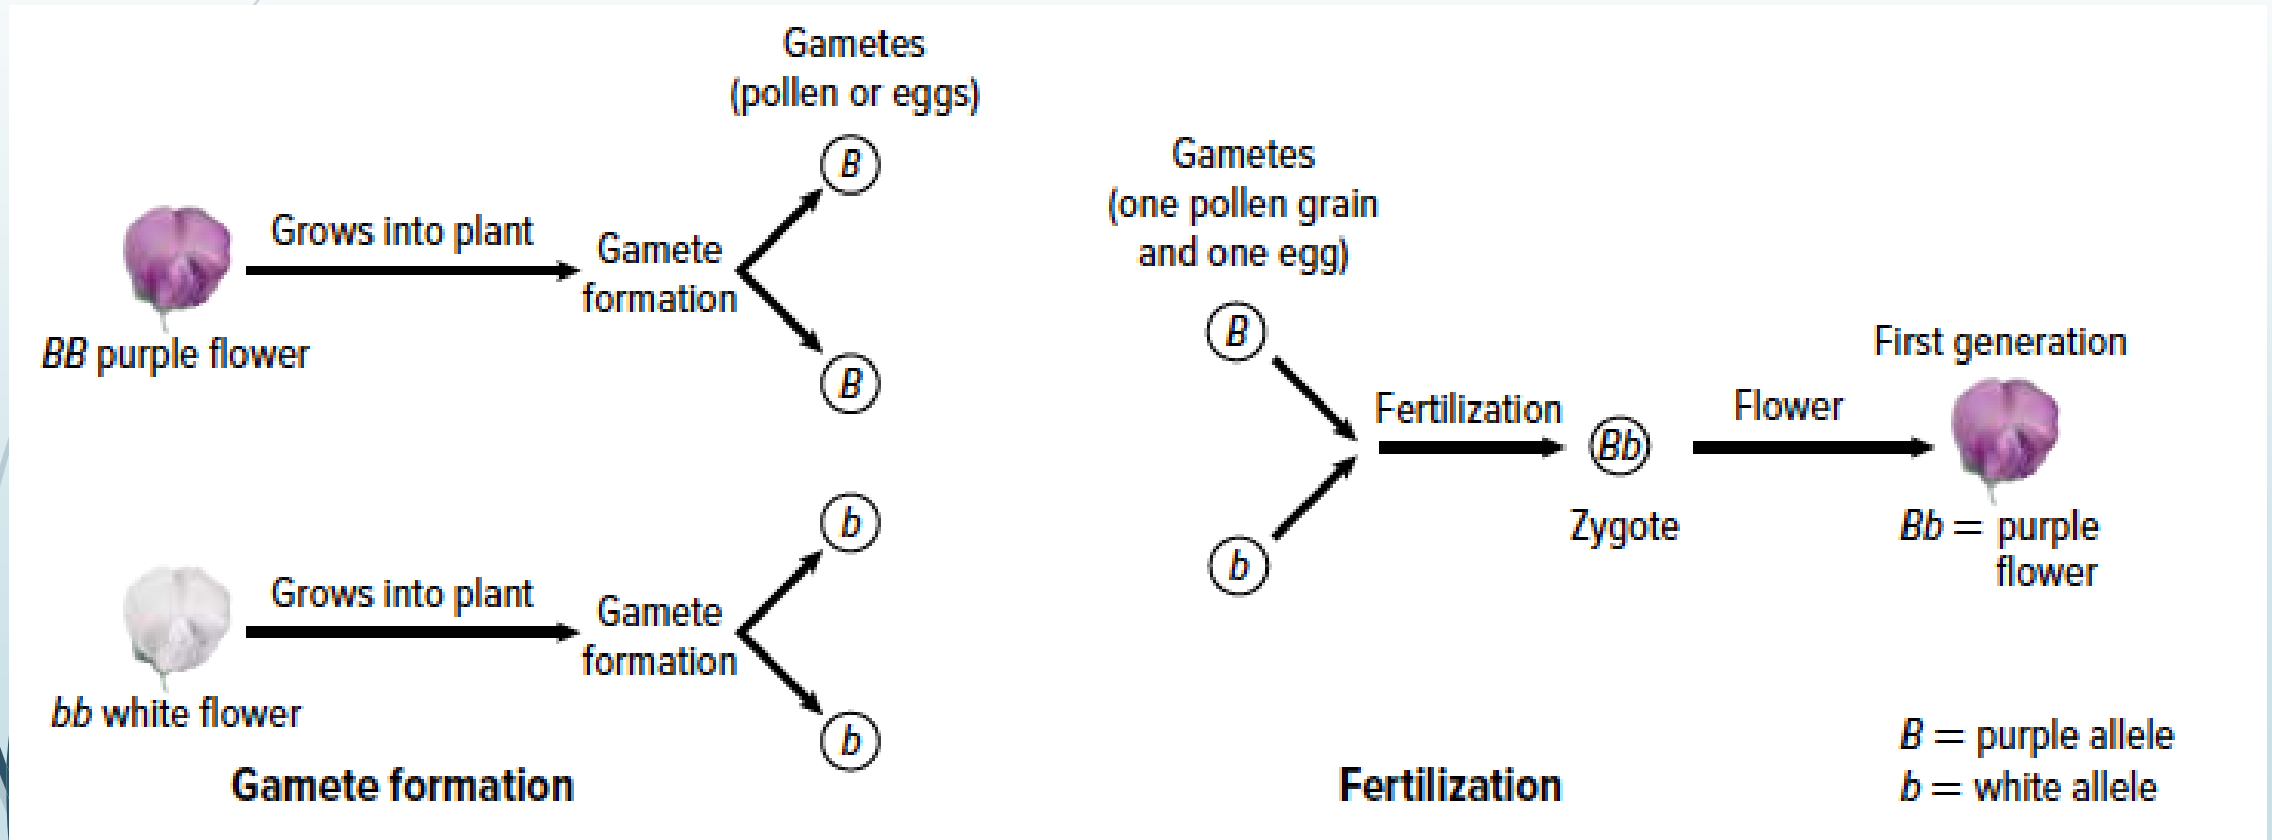 Gametes
(pollen or eggs)
B
Grows into plant
Gamete
formation
BB purple flower
B
b
Grows into plant
Gamete
formation
bb white flower
b
Gamete formation
Gametes
(one pollen grain
and one egg)
B
b
Fertilization
Bb
Zygote
Flower
First generation
Bb = purple
flower
Fertilization
B = purple allele
b = white allele